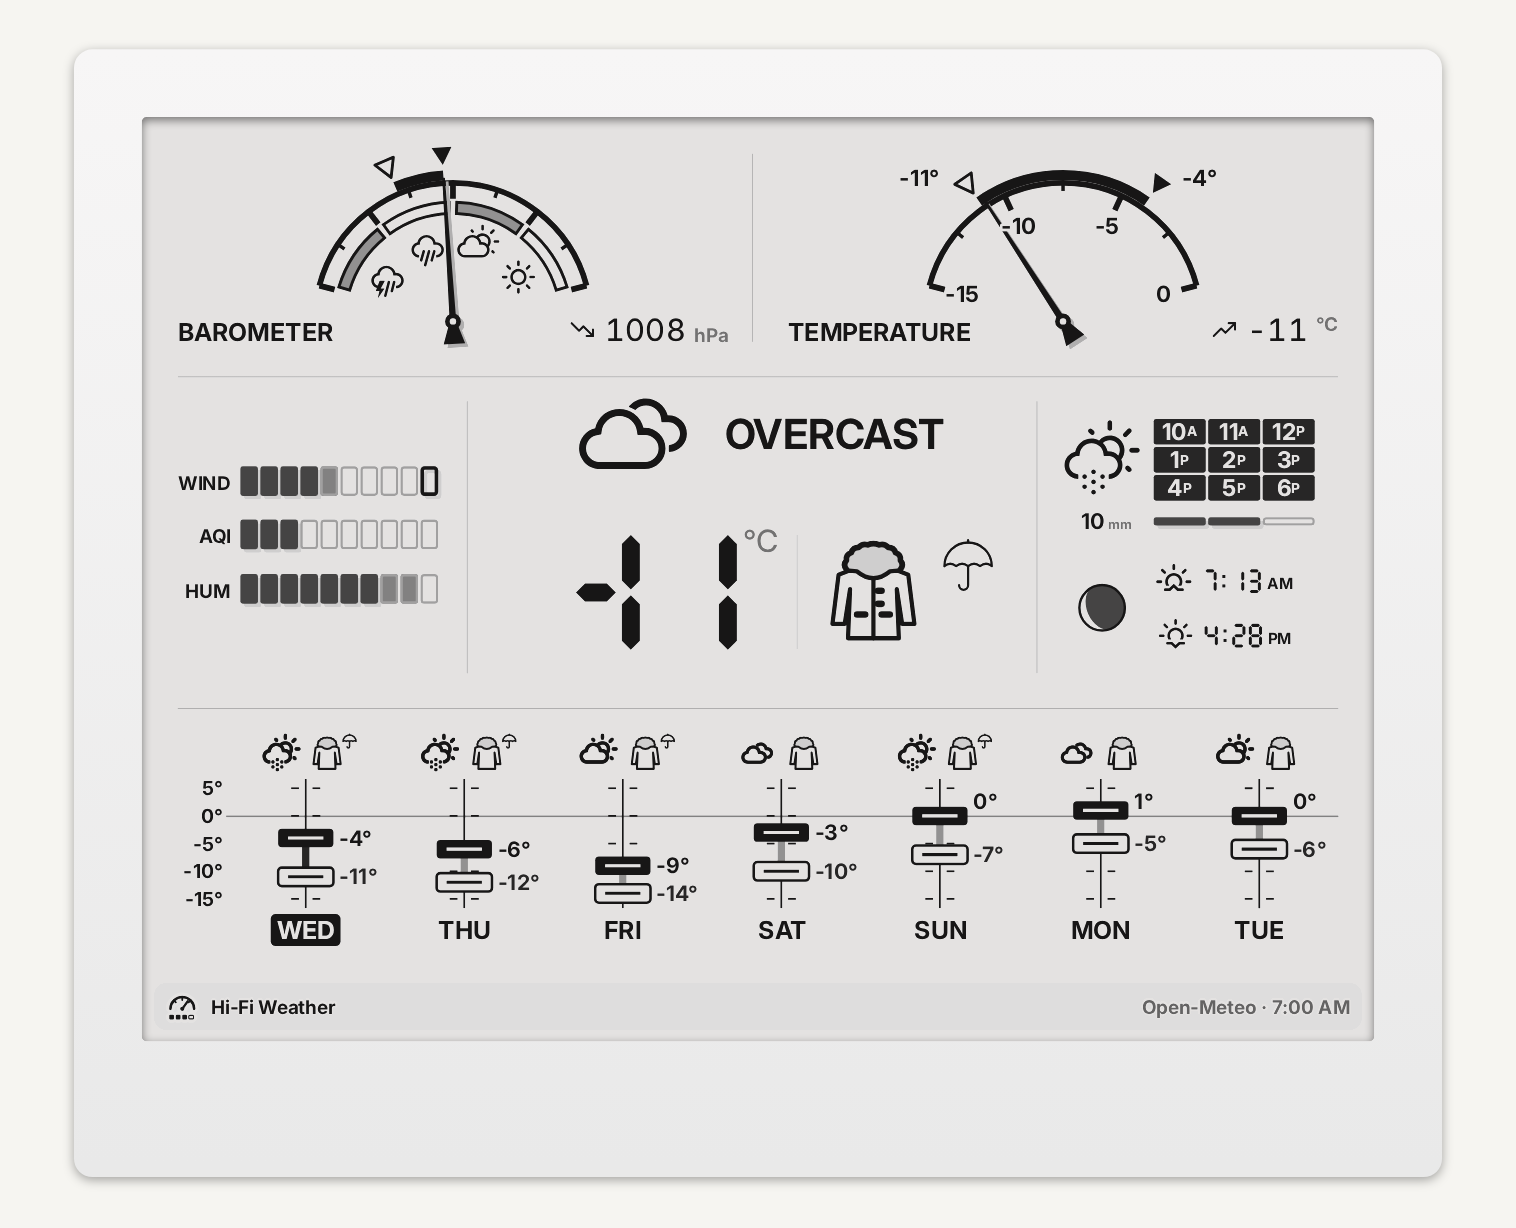 -11° -4°
-10 -5
-15 0
BAROMETER 1008 hPa
TEMPERATURE -11 °C
OVERCAST
WIND
AQI
HUM
-11 °C
10A 11A 12P
1P 2P 3P
4P 5P 6P
10 mm
7:13 AM
4:28 PM
5°
0°
-5°
-10°
-15°
-4° -11°
-6° -12°
-9° -14°
-3° -10°
0° -7°
1° -5°
0° -6°
WED THU FRI SAT SUN MON TUE
Hi-Fi Weather Open-Meteo · 7:00 AM